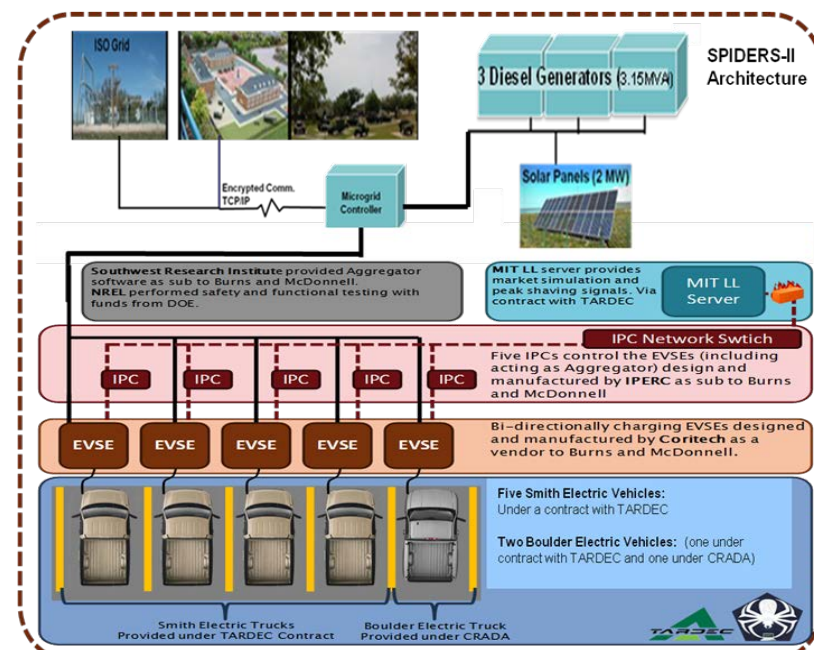 ISO Grid
3 Diesel Generators (3.15MVA)
SPIDERS-II
Architecture
Encrypted Comm.
TCP/IP
Microgrid
Controller
Solar Panels (2 MW)
Southwest Research Institute provided Aggregator
software as sub to Burns and McDonnell.
NREL performed safety and functional testing with
funds from DOE.
MIT LL server provides
market simulation and
peak shaving signals. Via
contract with TARDEC
MIT LL
Server
IPC Network Swtich
Five IPCs control the EVSEs (including
acting as Aggregator) design and
manufactured by IPERC as sub to Burns
and McDonnell
IPC
IPC
IPC
IPC
IPC
EVSE
EVSE
EVSE
EVSE
EVSE
Bi-directionally charging EVSEs designed
and manufactured by Coritech as a
vendor to Burns and McDonnell.
Five Smith Electric Vehicles:
Under a contract with TARDEC
Two Boulder Electric Vehicles: (one under
contract with TARDEC and one under CRADA)
Smith Electric Trucks
Provided under TARDEC Contract
Boulder Electric Truck
Provided under CRADA
TARDEC